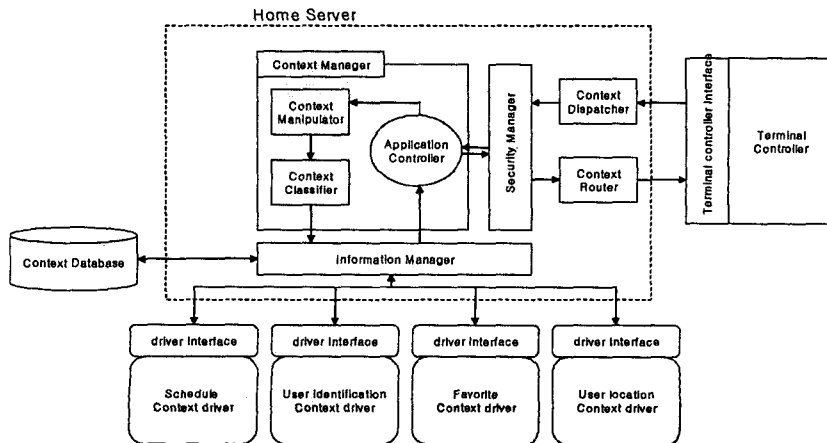 Home Server
Context Manager
Context
Manipulator
Context
Classifier
Application
Controller
Security Manager
Context
Dispatcher
Context
Router
Terminal controller Interface
Terminal
Controller
Information Manager
Context Database
driver Interface
driver Interface
driver Interface
driver Interface
Schedule
Context driver
User Identification
Context driver
Favorite
Context driver
User location
Context driver